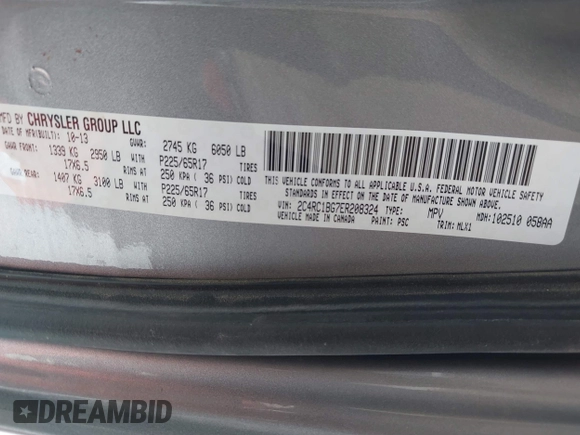 MFD BY CHRYSLER GROUP LLC
DATE OF MFR(BUILT): 10-13 GVWR: 2745 KG 6050 LB
GAWR FRONT: 1339 KG 2950 LB WITH P225/65R17 TIRES
17X6.5 RIMS AT 250 KPA ( 36 PSI) COLD
GAWR REAR: 1407 KG 3100 LB WITH P225/65R17 TIRES
17X6.5 RIMS AT 250 KPA ( 36 PSI) COLD
THIS VEHICLE CONFORMS TO ALL APPLICABLE U.S.A. FEDERAL MOTOR VEHICLE SAFETY
STANDARDS IN EFFECT ON THE DATE OF MANUFACTURE SHOWN ABOVE.
VIN: 2C4RC1BG7ER208324 TYPE: MPV MDH:102510 058AA
VEHICLE MADE IN CANADA PAINT: PSC TRIM: MLX1
DREAMBID